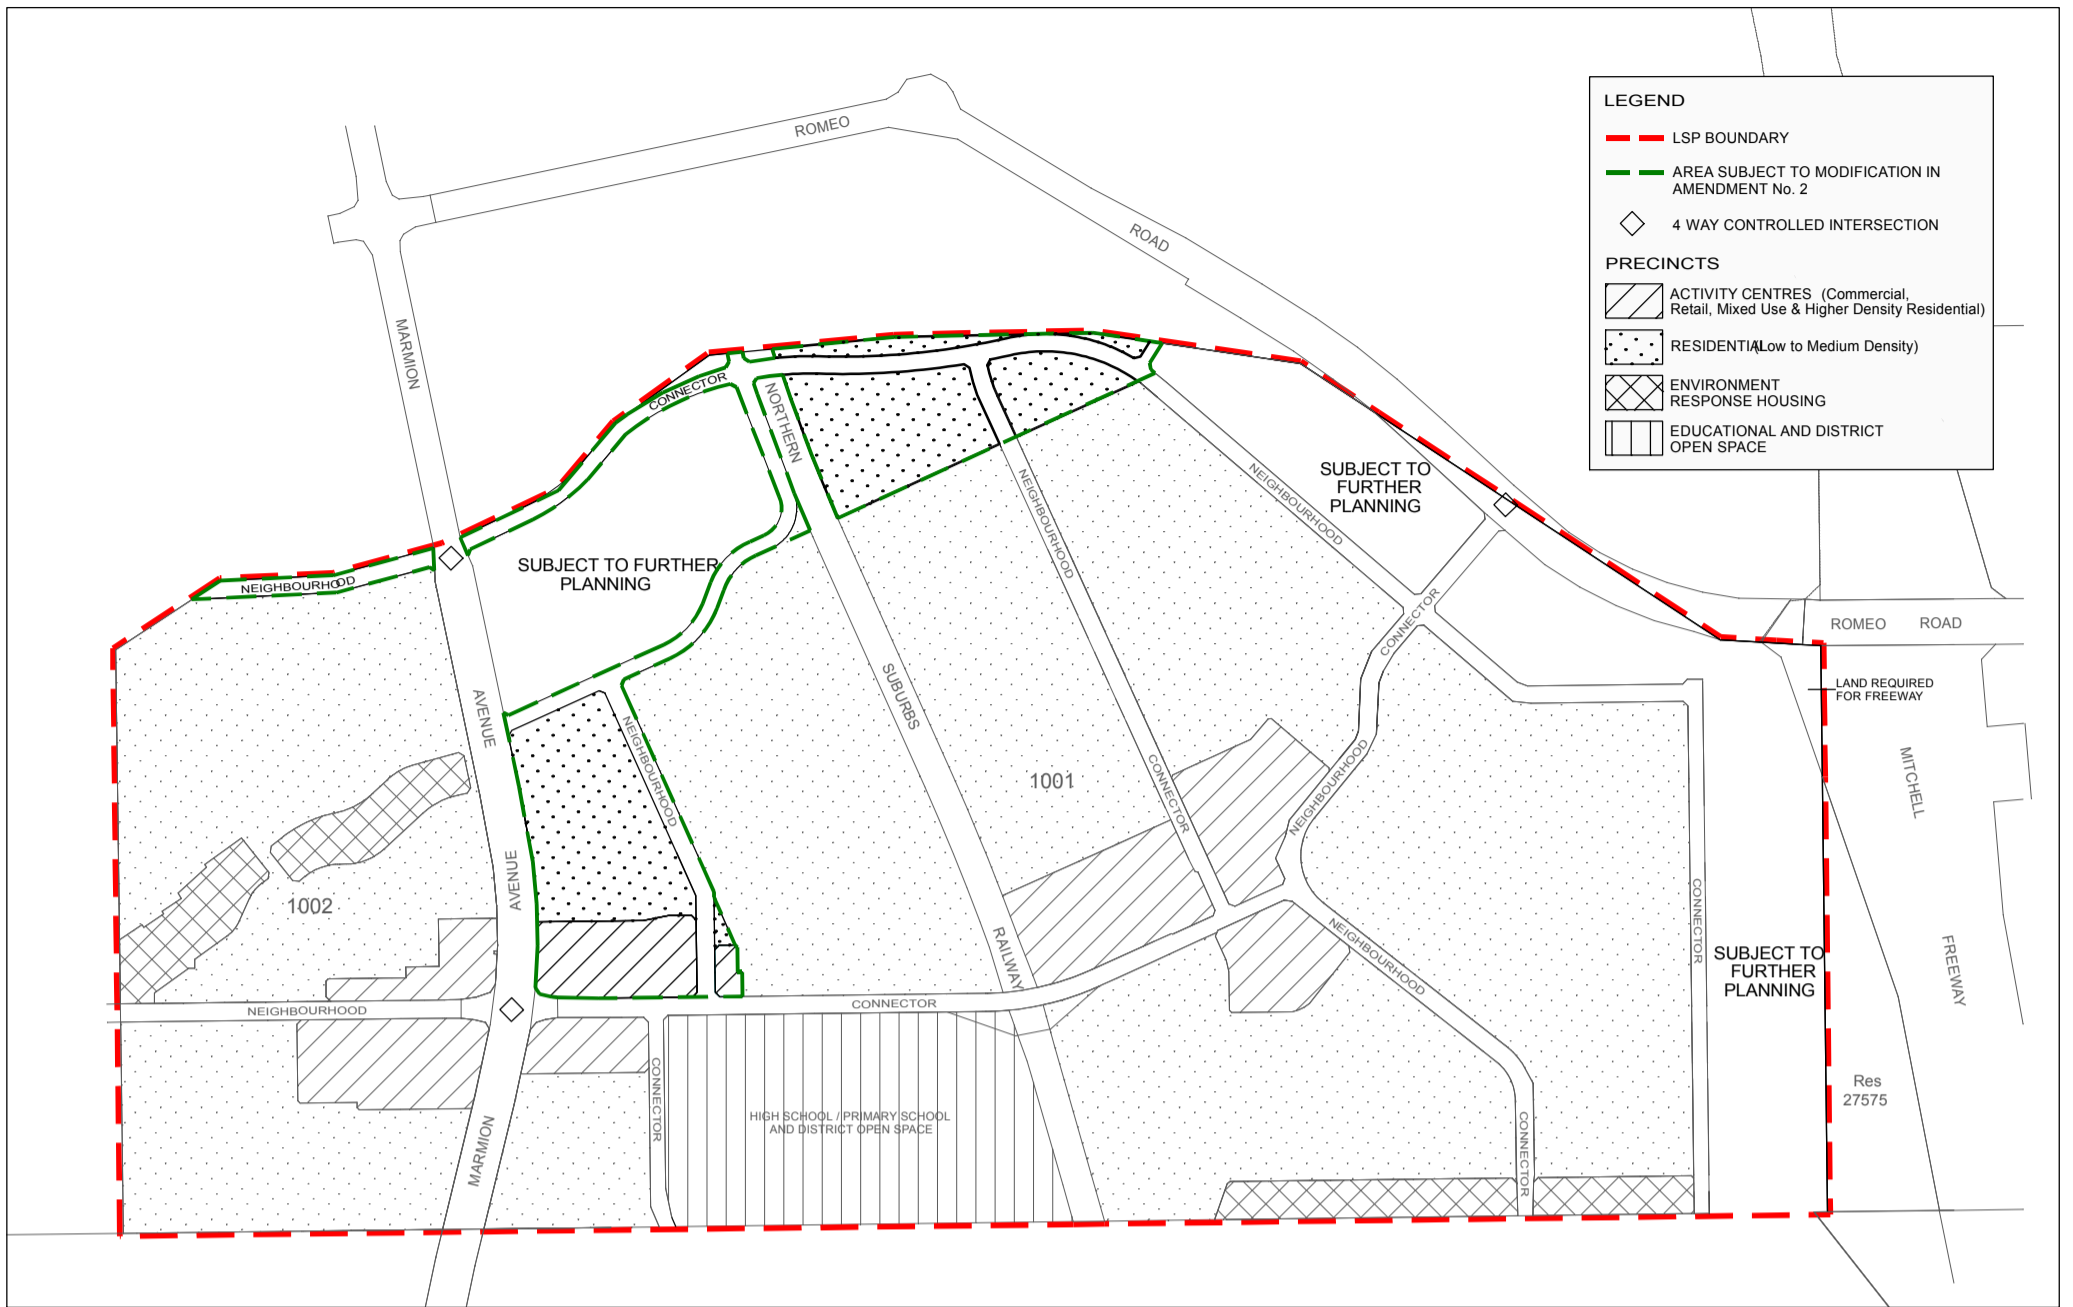 LEGEND
LSP BOUNDARY
AREA SUBJECT TO MODIFICATION IN
AMENDMENT No. 2
4 WAY CONTROLLED INTERSECTION
PRECINCTS
ACTIVITY CENTRES (Commercial,
Retail, Mixed Use & Higher Density Residential)
RESIDENTIAL (Low to Medium Density)
ENVIRONMENT
RESPONSE HOUSING
EDUCATIONAL AND DISTRICT
OPEN SPACE
ROMEO
ROAD
MARMION
CONNECTOR
NORTHERN
NEIGHBOURHOOD
SUBJECT TO FURTHER
PLANNING
SUBJECT TO
FURTHER
PLANNING
NEIGHBOURHOOD
NEIGHBOURHOOD
CONNECTOR
ROMEO ROAD
LAND REQUIRED
FOR FREEWAY
AVENUE
SUBURBS
NEIGHBOURHOOD
1001
CONNECTOR
NEIGHBOURHOOD
MITCHELL
AVENUE
1002
CONNECTOR
NEIGHBOURHOOD
RAILWAY
SUBJECT TO
FURTHER
PLANNING
FREEWAY
NEIGHBOURHOOD
CONNECTOR
CONNECTOR
HIGH SCHOOL / PRIMARY SCHOOL
AND DISTRICT OPEN SPACE
MARMION
CONNECTOR
Res
27575